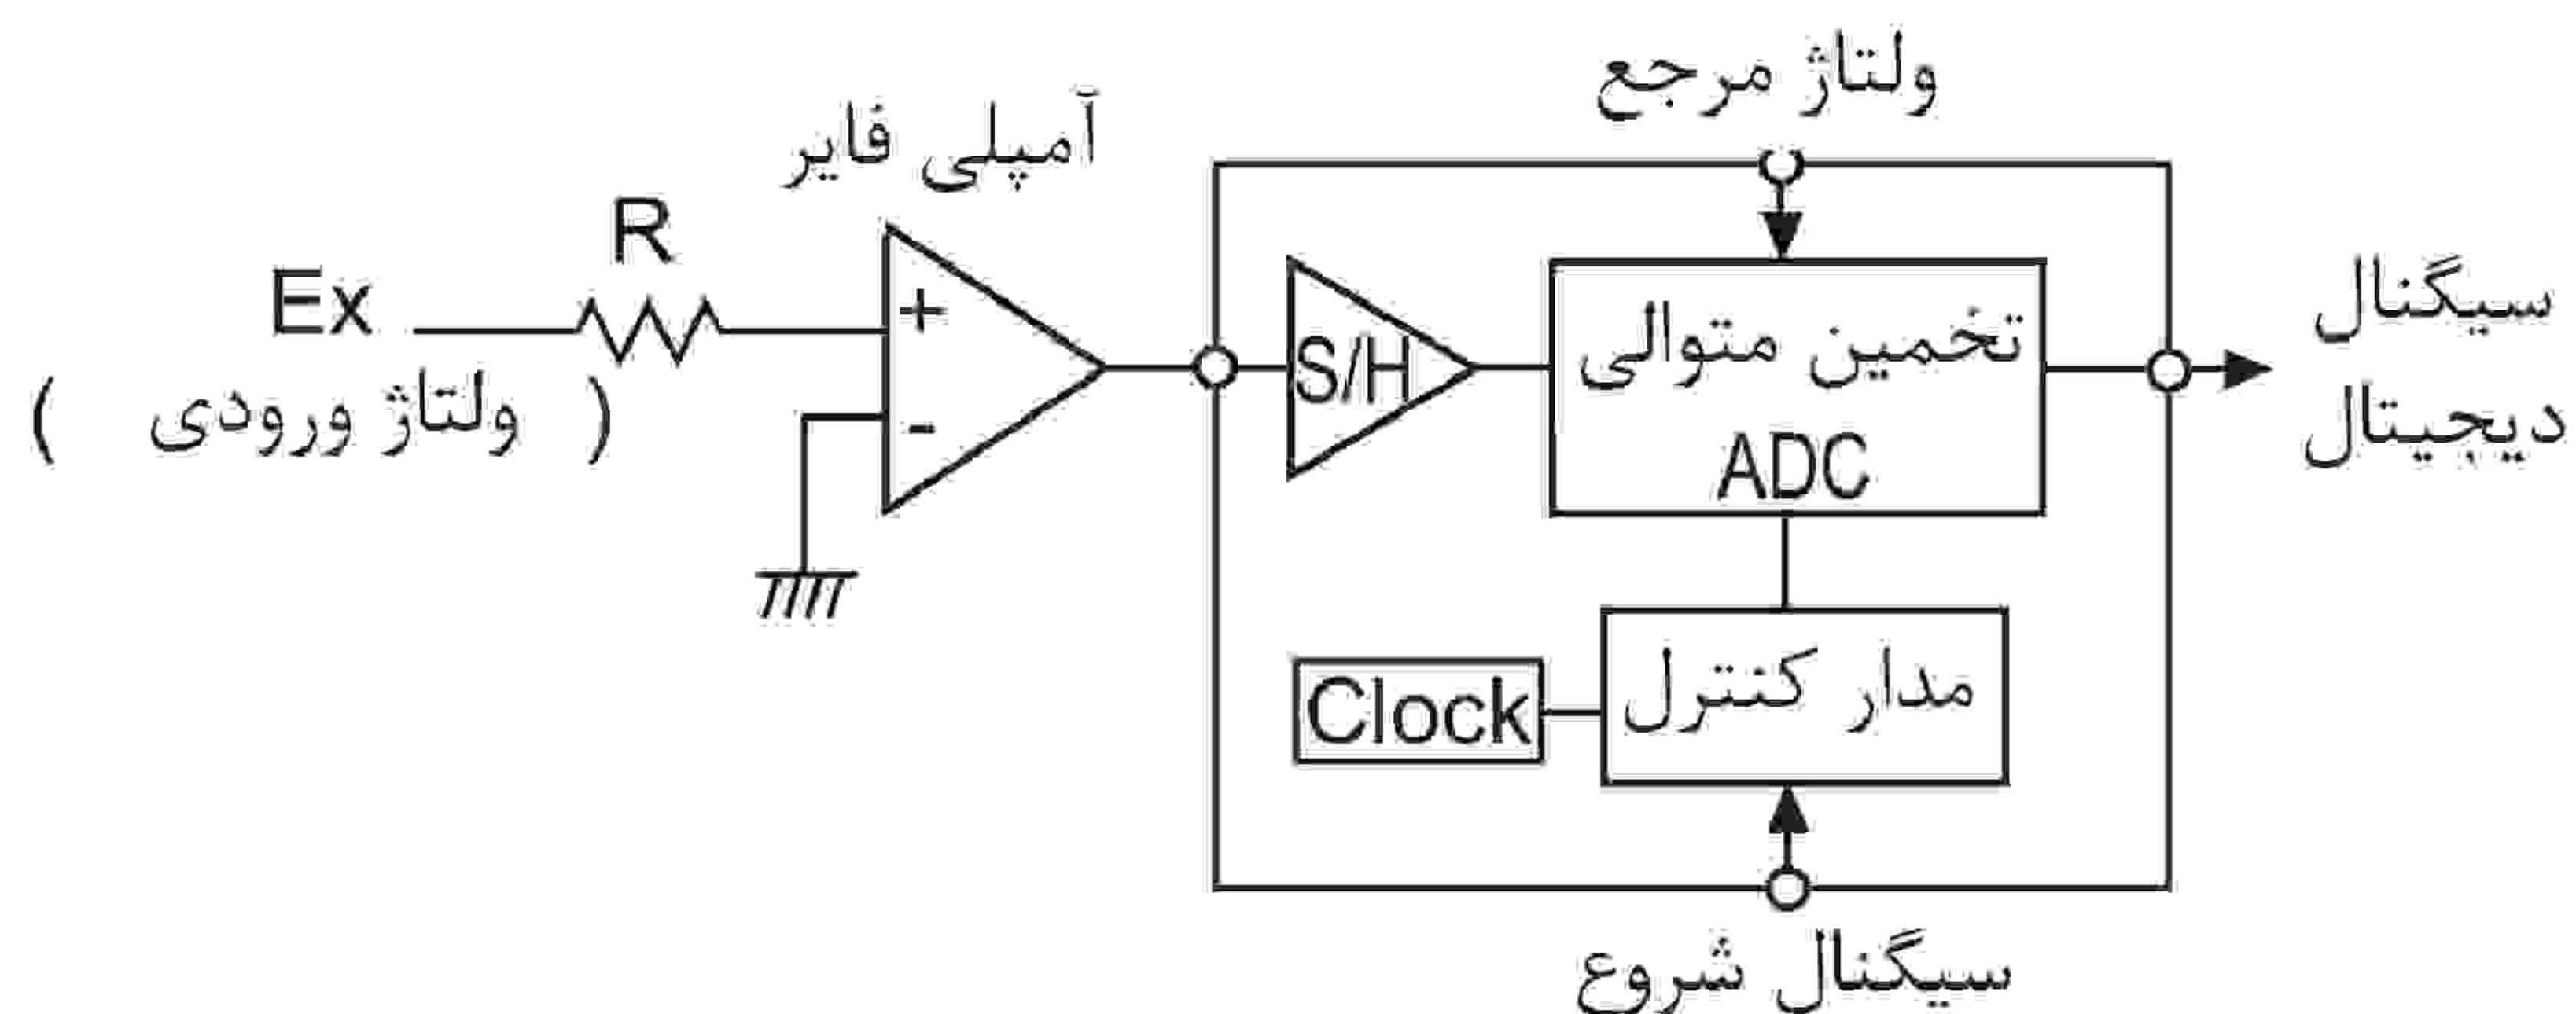 ولتاژ مرجع
آمپلی فایر
R
Ex
(ولتاژ ورودی)
+
-
S/H
تخمین متوالی
ADC
سیگنال
دیجیتال
Clock
مدار کنترل
سیگنال شروع